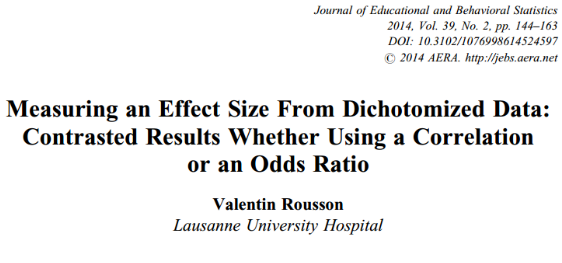 Journal of Educational and Behavioral Statistics
2014, Vol. 39, No. 2, pp. 144–163
DOI: 10.3102/1076998614524597
© 2014 AERA. http://jebs.aera.net
Measuring an Effect Size From Dichotomized Data:
Contrasted Results Whether Using a Correlation
or an Odds Ratio
Valentin Rousson
Lausanne University Hospital